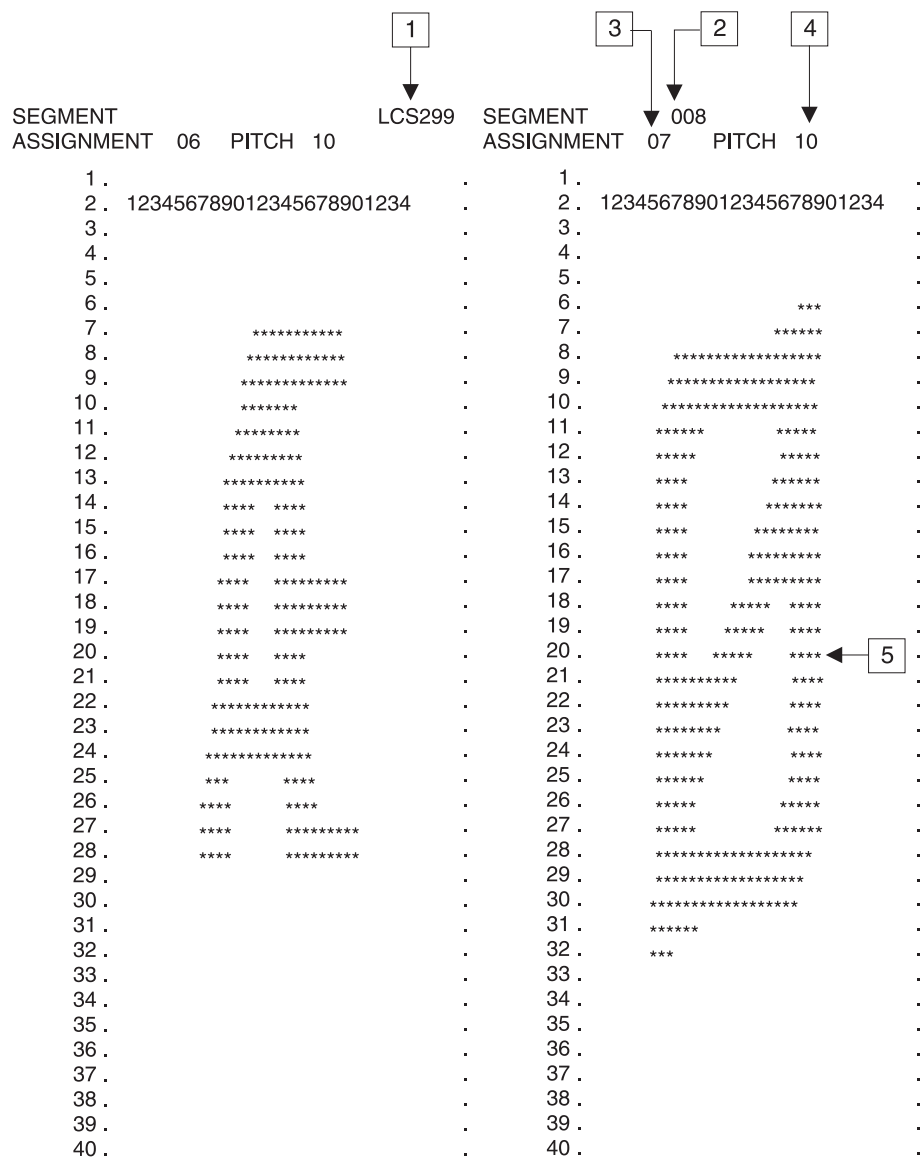 1
3 2 4
SEGMENT LCS299 SEGMENT 008
ASSIGNMENT 06 PITCH 10 ASSIGNMENT 07 PITCH 10
1 . . 1 . .
2 . 123456789012345678901234 . 2 . 123456789012345678901234 .
3 . . 3 . .
4 . . 4 . .
5 . . 5 . .
6 . . 6 . *** .
7 . *********** . 7 . ****** .
8 . ************ . 8 . ****************** .
9 . ************* . 9 . ****************** .
10 . ******* . 10 . ******************* .
11 . ******** . 11 . ****** ***** .
12 . ********* . 12 . ***** ***** .
13 . ********** . 13 . **** ****** .
14 . **** **** . 14 . **** ******* .
15 . **** **** . 15 . **** ******** .
16 . **** **** . 16 . **** ********* .
17 . **** ********* . 17 . **** ********* .
18 . **** ********* . 18 . **** ***** **** .
19 . **** ********* . 19 . **** ***** **** .
20 . **** **** . 20 . **** ***** **** 5 .
21 . **** **** . 21 . ********** **** .
22 . ************ . 22 . ********* **** .
23 . ************ . 23 . ******** **** .
24 . ************* . 24 . ******* **** .
25 . *** **** . 25 . ****** **** .
26 . **** **** . 26 . ***** ***** .
27 . **** ********* . 27 . ***** ****** .
28 . **** ********* . 28 . ******************* .
29 . . 29 . ****************** .
30 . . 30 . ****************** .
31 . . 31 . ****** .
32 . . 32 . *** .
33 . . 33 . .
34 . . 34 . .
35 . . 35 . .
36 . . 36 . .
37 . . 37 . .
38 . . 38 . .
39 . . 39 . .
40 . . 40 . .